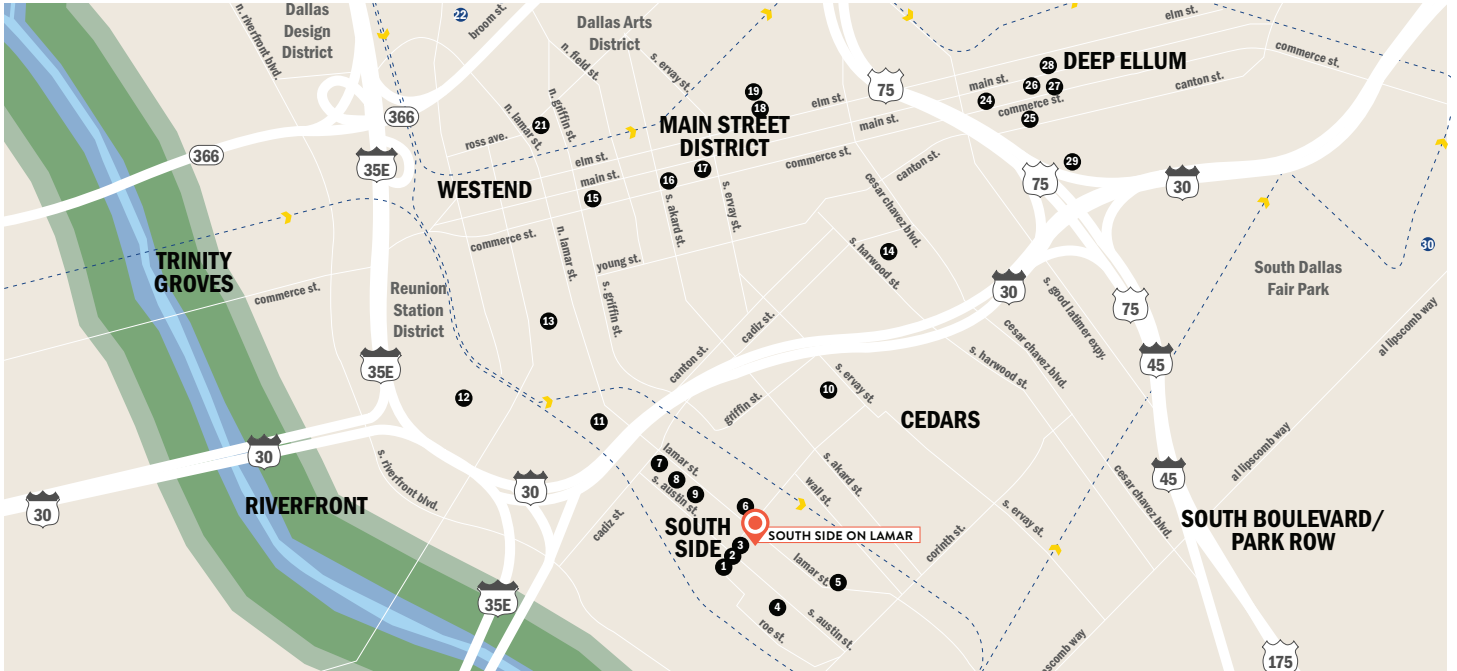 Dallas
Design
District
n. riverfront blvd.
22
broom st.
Dallas Arts
District
n. field st.
s. ervay st.
elm st.
DEEP ELLUM
commerce st.
canton st.
28
26
27
main st.
24
commerce st.
25
75
19
18
elm st.
main st.
MAIN STREET
DISTRICT
366
366
n. lamar st.
n. griffin st.
21
ross ave.
35E
elm st.
main st.
WESTEND
15
16
17
commerce st.
canton st.
cesar chavez blvd.
29
75
30
s. akard st.
s. ervay st.
commerce st.
n. lamar st.
young st.
s. harwood st.
14
30
TRINITY
GROVES
commerce st.
Reunion
Station
District
s. griffin st.
13
cadiz st.
canton st.
30
s. good latimer expy.
75
South Dallas
Fair Park
al lipscomb way
cesar chavez blvd.
s. harwood st.
45
35E
12
11
10
s. ervay st.
griffin st.
CEDARS
30
30
s. riverfront blvd.
30
RIVERFRONT
lamar st.
7
8
9
s. austin st.
cadiz st.
s. akard st.
wall st.
s. ervay st.
corinth st.
cesar chavez blvd.
al lipscomb way
45
SOUTH BOULEVARD/
PARK ROW
6
SOUTH
SIDE
SOUTH SIDE ON LAMAR
3
2
1
lamar st.
5
4
roe st.
s. austin st.
35E
lipscomb way
175